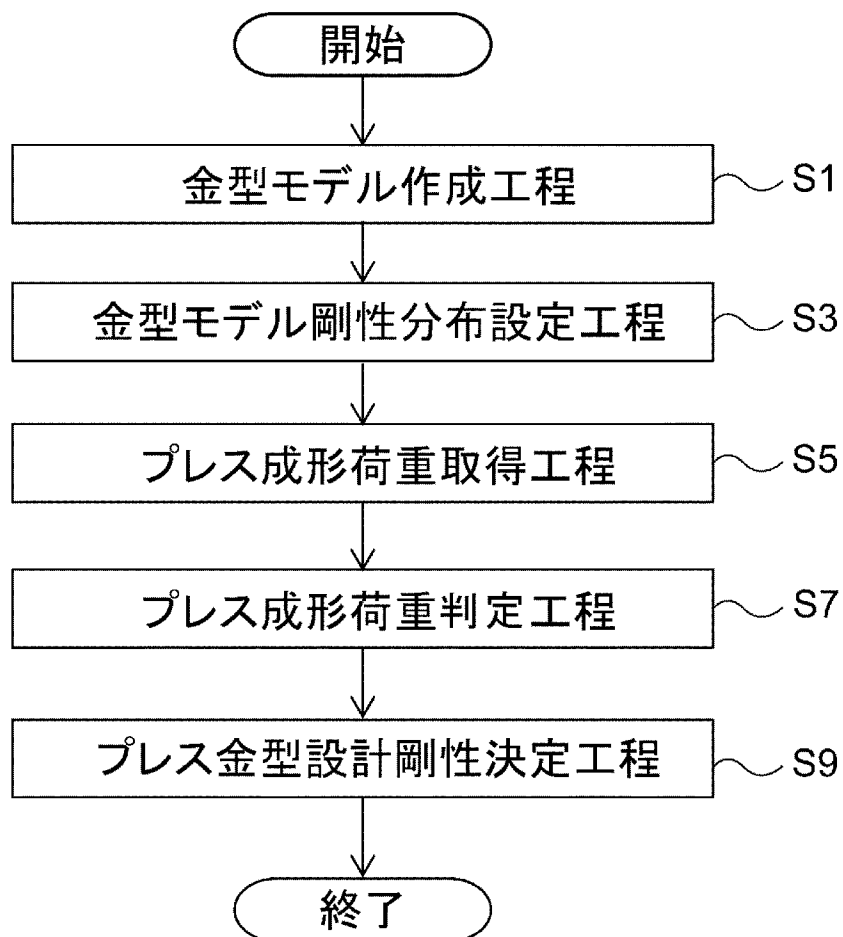 開始
金型モデル作成工程
S1
金型モデル剛性分布設定工程
S3
プレス成形荷重取得工程
S5
プレス成形荷重判定工程
S7
プレス金型設計剛性決定工程
S9
終了